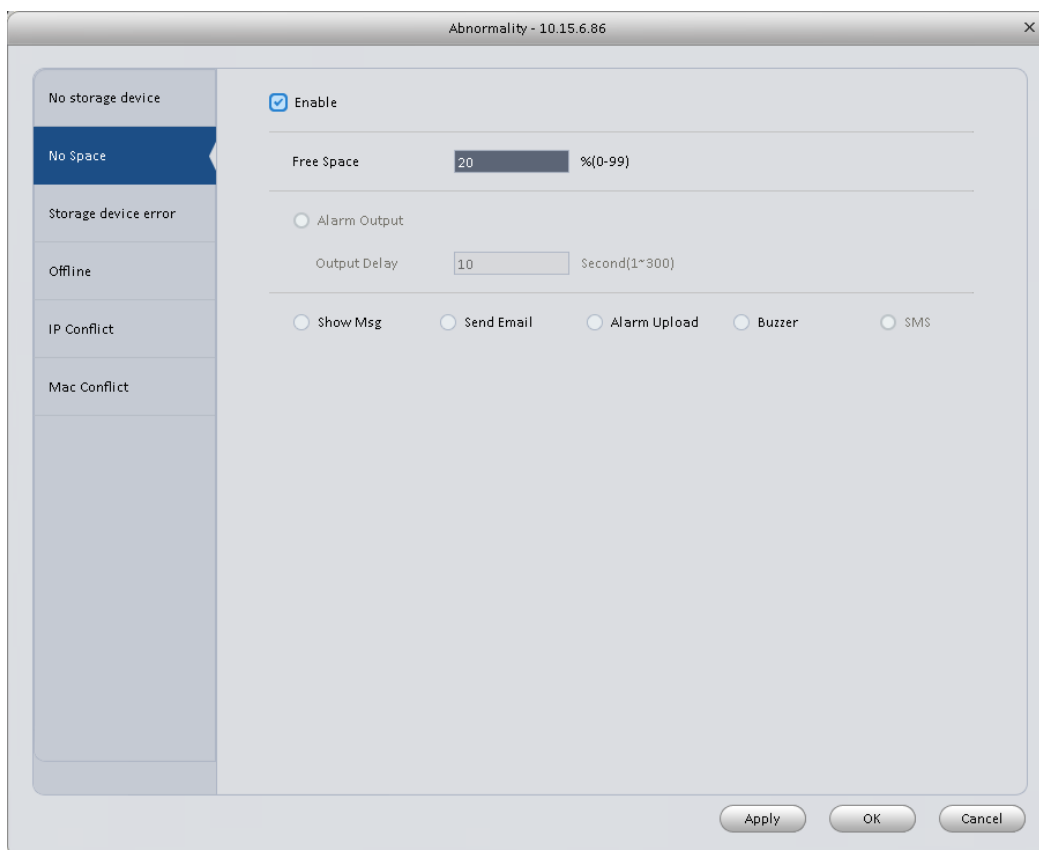 Abnormality - 10.15.6.86
No storage device
No Space
Storage device error
Offline
IP Conflict
Mac Conflict
Enable
Free Space 20 %(0-99)
Alarm Output
Output Delay 10 Second(1~300)
Show Msg Send Email Alarm Upload Buzzer SMS
Apply OK Cancel